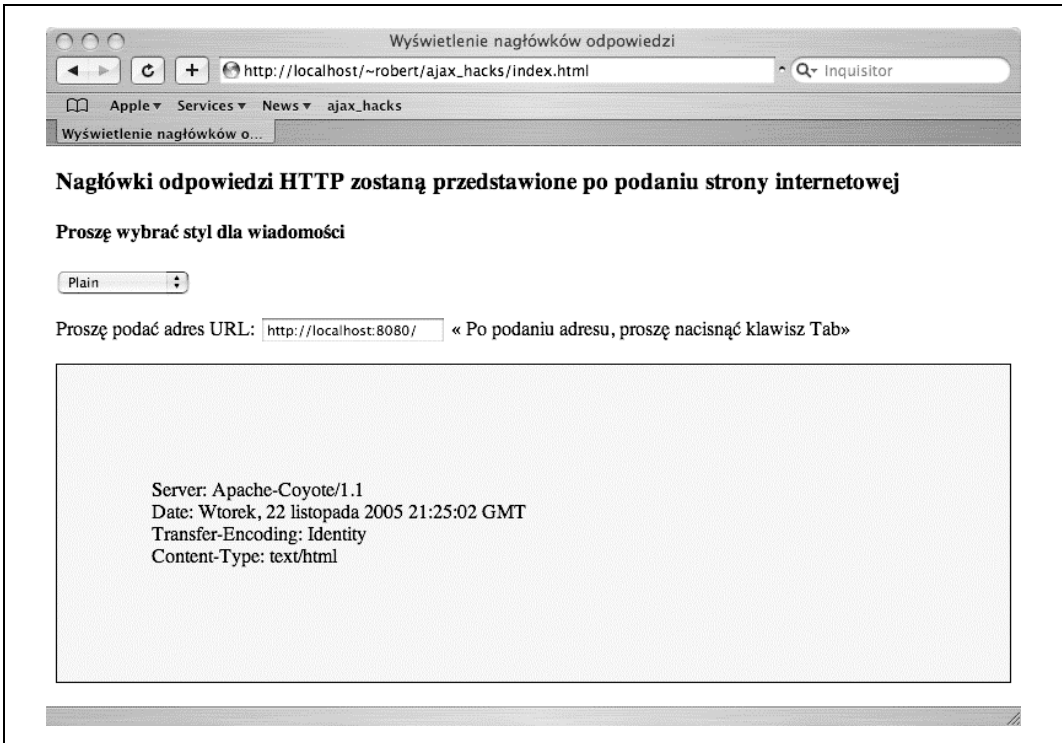 Wyświetlenie nagłówków odpowiedzi
http://localhost/~robert/ajax_hacks/index.html
Inquisitor
Apple Services News ajax_hacks
Wyświetlenie nagłówków o...
Nagłówki odpowiedzi HTTP zostaną przedstawione po podaniu strony internetowej
Proszę wybrać styl dla wiadomości
Plain
Proszę podać adres URL: http://localhost:8080/ « Po podaniu adresu, proszę nacisnąć klawisz Tab»
Server: Apache-Coyote/1.1
Date: Wtorek, 22 listopada 2005 21:25:02 GMT
Transfer-Encoding: Identity
Content-Type: text/html